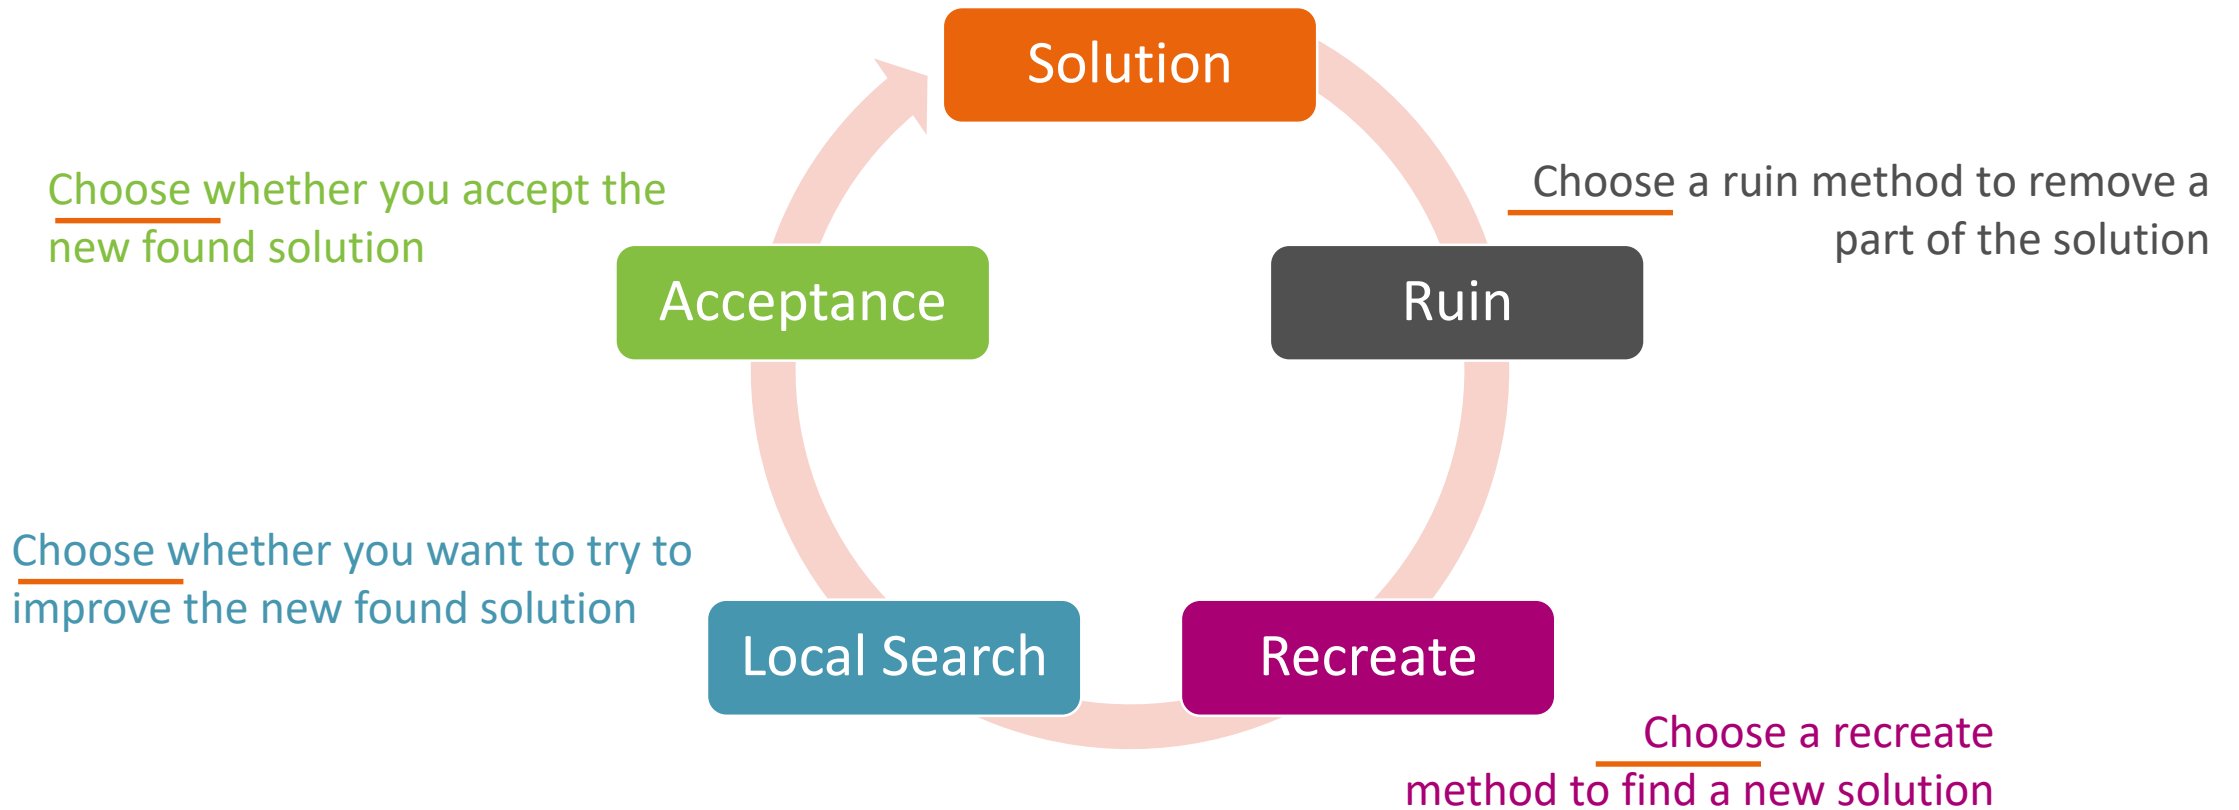 Solution
Choose a ruin method to remove a
part of the solution
Ruin
Recreate
Choose a recreate
method to find a new solution
Local Search
Choose whether you want to try to
improve the new found solution
Acceptance
Choose whether you accept the
new found solution